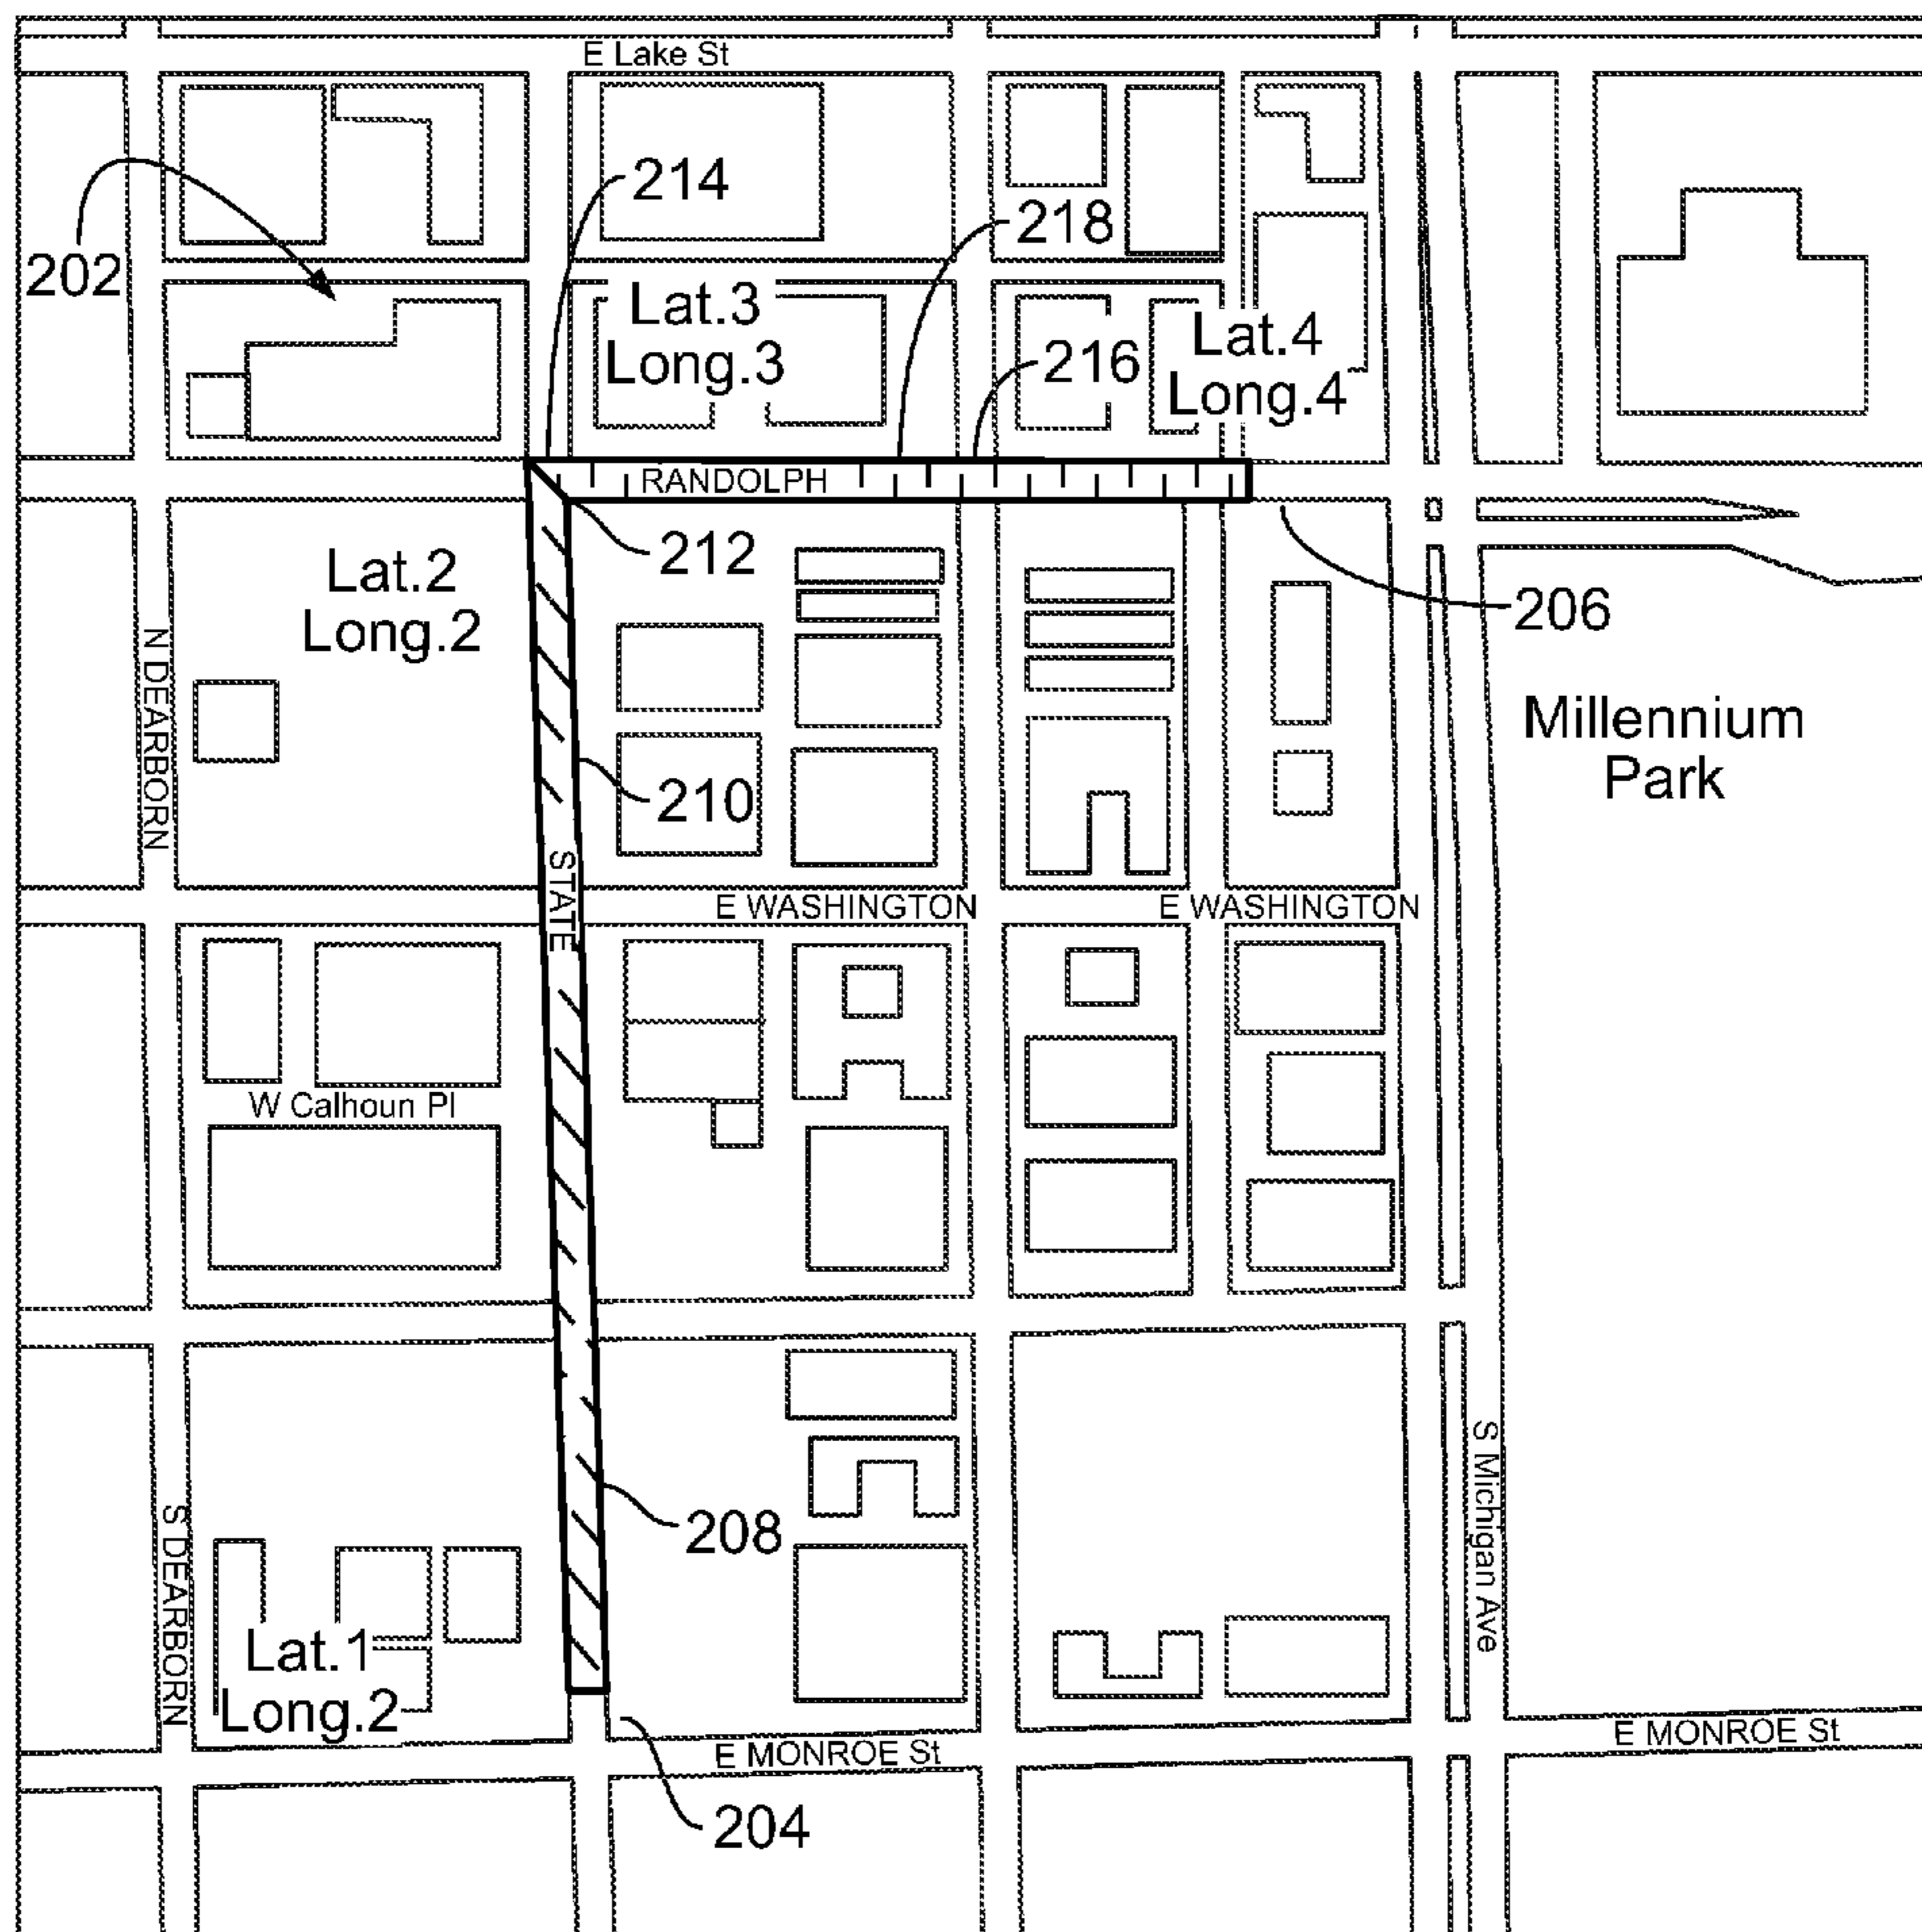 E Lake St
214
218
202
Lat.3
Long.3
216
Lat.4
Long.4
RANDOLPH
212
Lat.2
Long.2
206
N DEARBORN
Millennium
Park
210
STATE
E WASHINGTON
E WASHINGTON
W Calhoun Pl
S Michigan Ave
208
S DEARBORN
Lat.1
Long.2
E MONROE St
E MONROE St
204